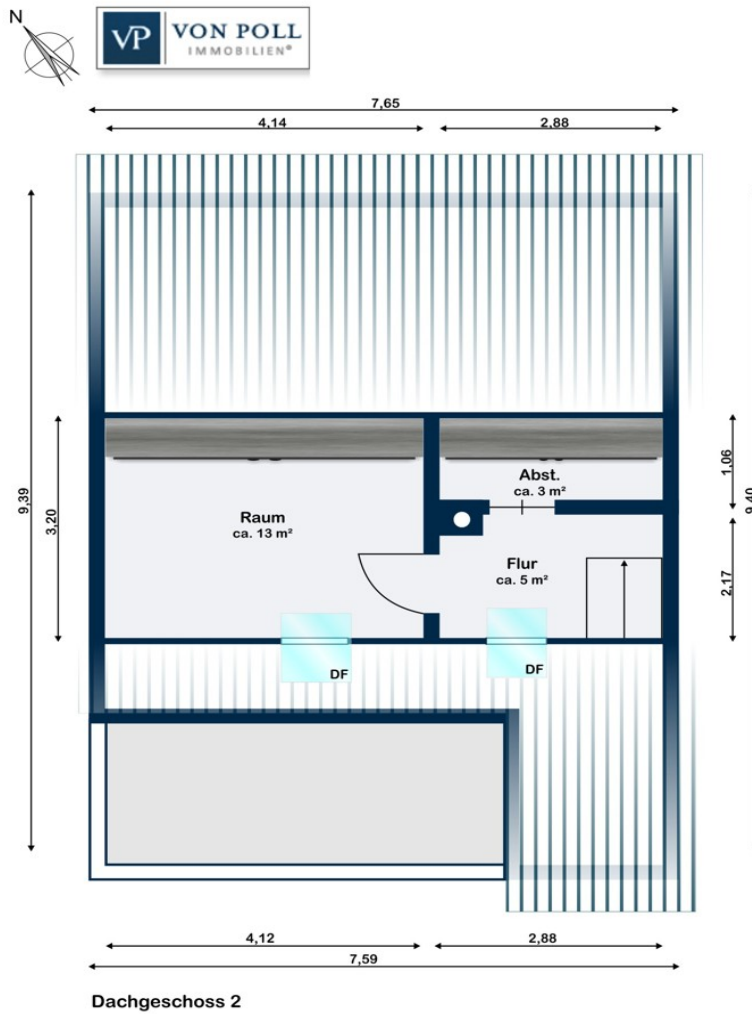 N
VP VON POLL
IMMOBILIEN®
7,65
4,14
2,88
9,39
3,20
1,06
9,40
2,17
Abst.
ca. 3 m²
Raum
ca. 13 m²
Flur
ca. 5 m²
DF
DF
4,12
2,88
7,59
Dachgeschoss 2